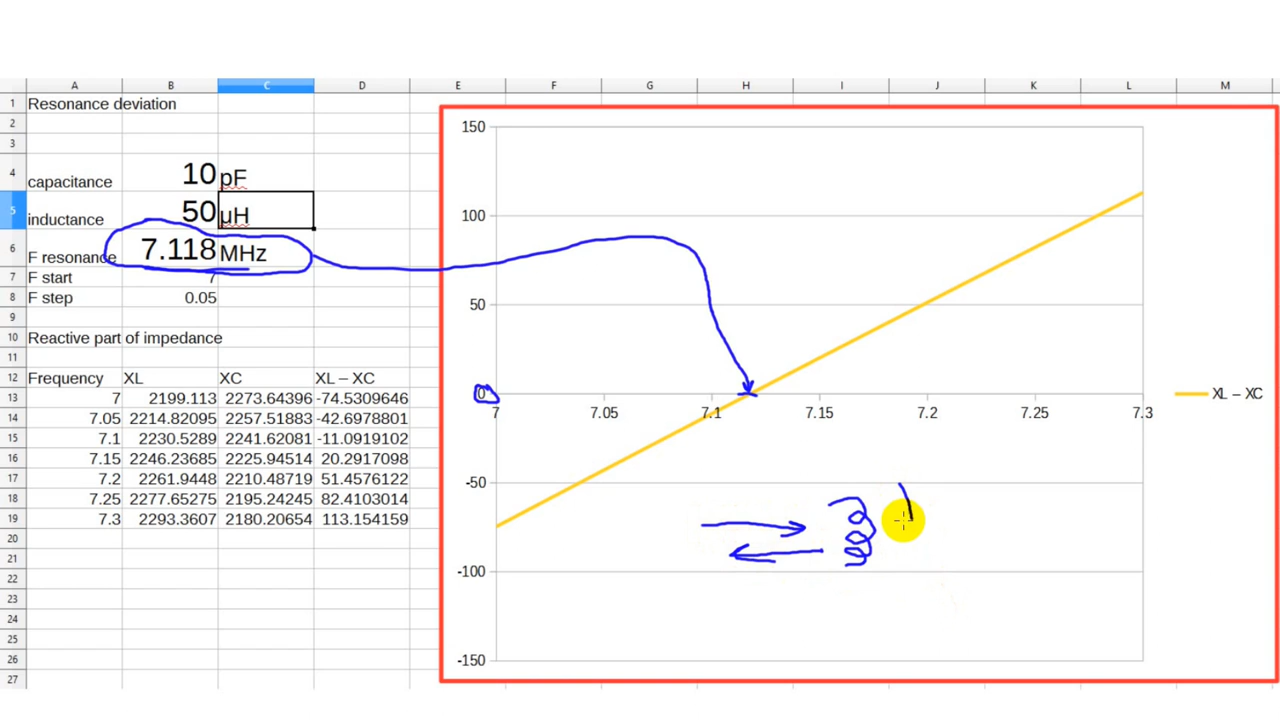 A B C D E F G H I J K L M
1 Resonance deviation
2
3
4 capacitance 10 pF
5 inductance 50 µH
6 F resonance 7.118 MHz
7 F start 7
8 F step 0.05
9
10 Reactive part of impedance
11
12 Frequency XL XC XL – XC
13 7 2199.113 2273.64396 -74.5309646
14 7.05 2214.82095 2257.51883 -42.6978801
15 7.1 2230.5289 2241.62081 -11.0919102
16 7.15 2246.23685 2225.94514 20.2917098
17 7.2 2261.9448 2210.48719 51.4576122
18 7.25 2277.65275 2195.24245 82.4103014
19 7.3 2293.3607 2180.20654 113.154159
20
21
22
23
24
25
26
27
150
100
50
0
7 7.05 7.1 7.15 7.2 7.25 7.3
-50
-100
-150
XL – XC